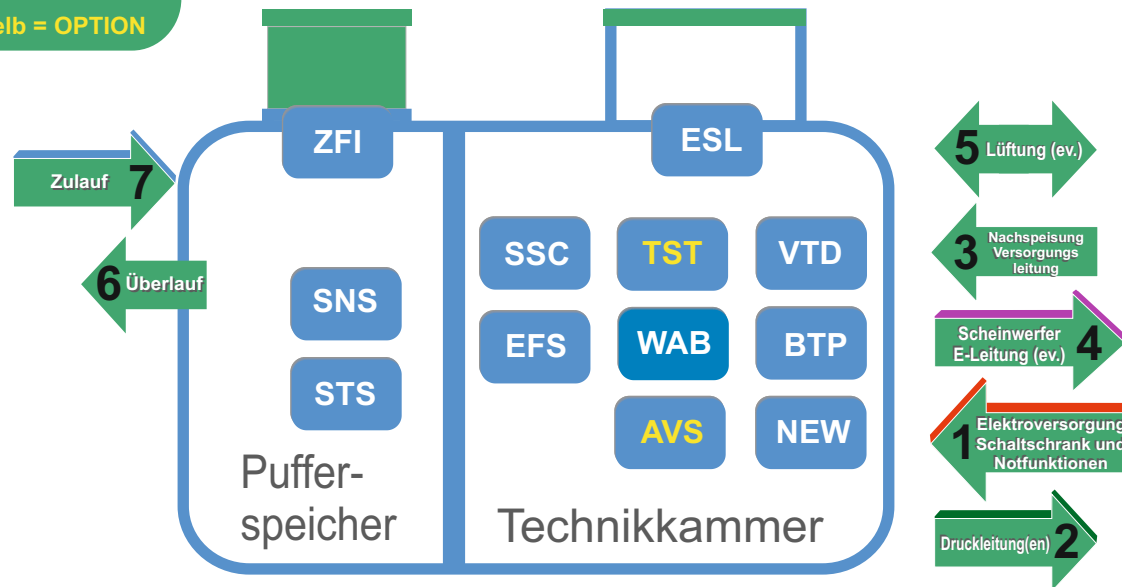 elb = OPTION
ZFI
ESL
Zulauf 7
5 Lüftung (ev.)
SSC
TST
VTD
3 Nachspeisung
Versorgungs
leitung
6 Überlauf
SNS
EFS
WAB
BTP
Scheinwerfer
E-Leitung (ev.) 4
STS
AVS
NEW
1 Elektroversorgung
Schaltschrank und
Notfunktionen
Puffer-
speicher
Technikkammer
Druckleitung(en) 2